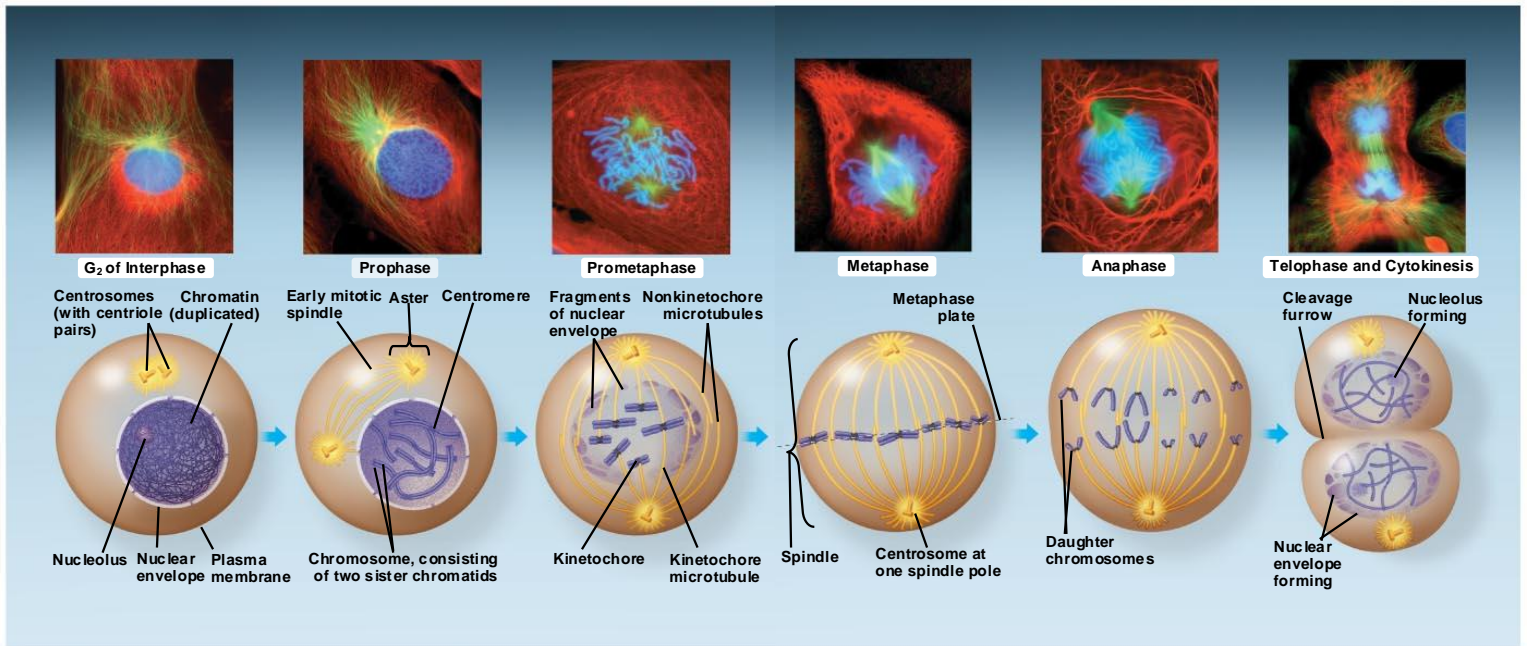 G2 of Interphase
Prophase
Prometaphase
Metaphase
Anaphase
Telophase and Cytokinesis
Centrosomes
(with centriole
pairs)
Chromatin
(duplicated)
Early mitotic
spindle
Aster
Centromere
Fragments
of nuclear
envelope
Nonkinetochore
microtubules
Metaphase
plate
Cleavage
furrow
Nucleolus
forming
Nucleolus
Nuclear
envelope
Plasma
membrane
Chromosome, consisting
of two sister chromatids
Kinetochore
Kinetochore
microtubule
Spindle
Centrosome at
one spindle pole
Daughter
chromosomes
Nuclear
envelope
forming